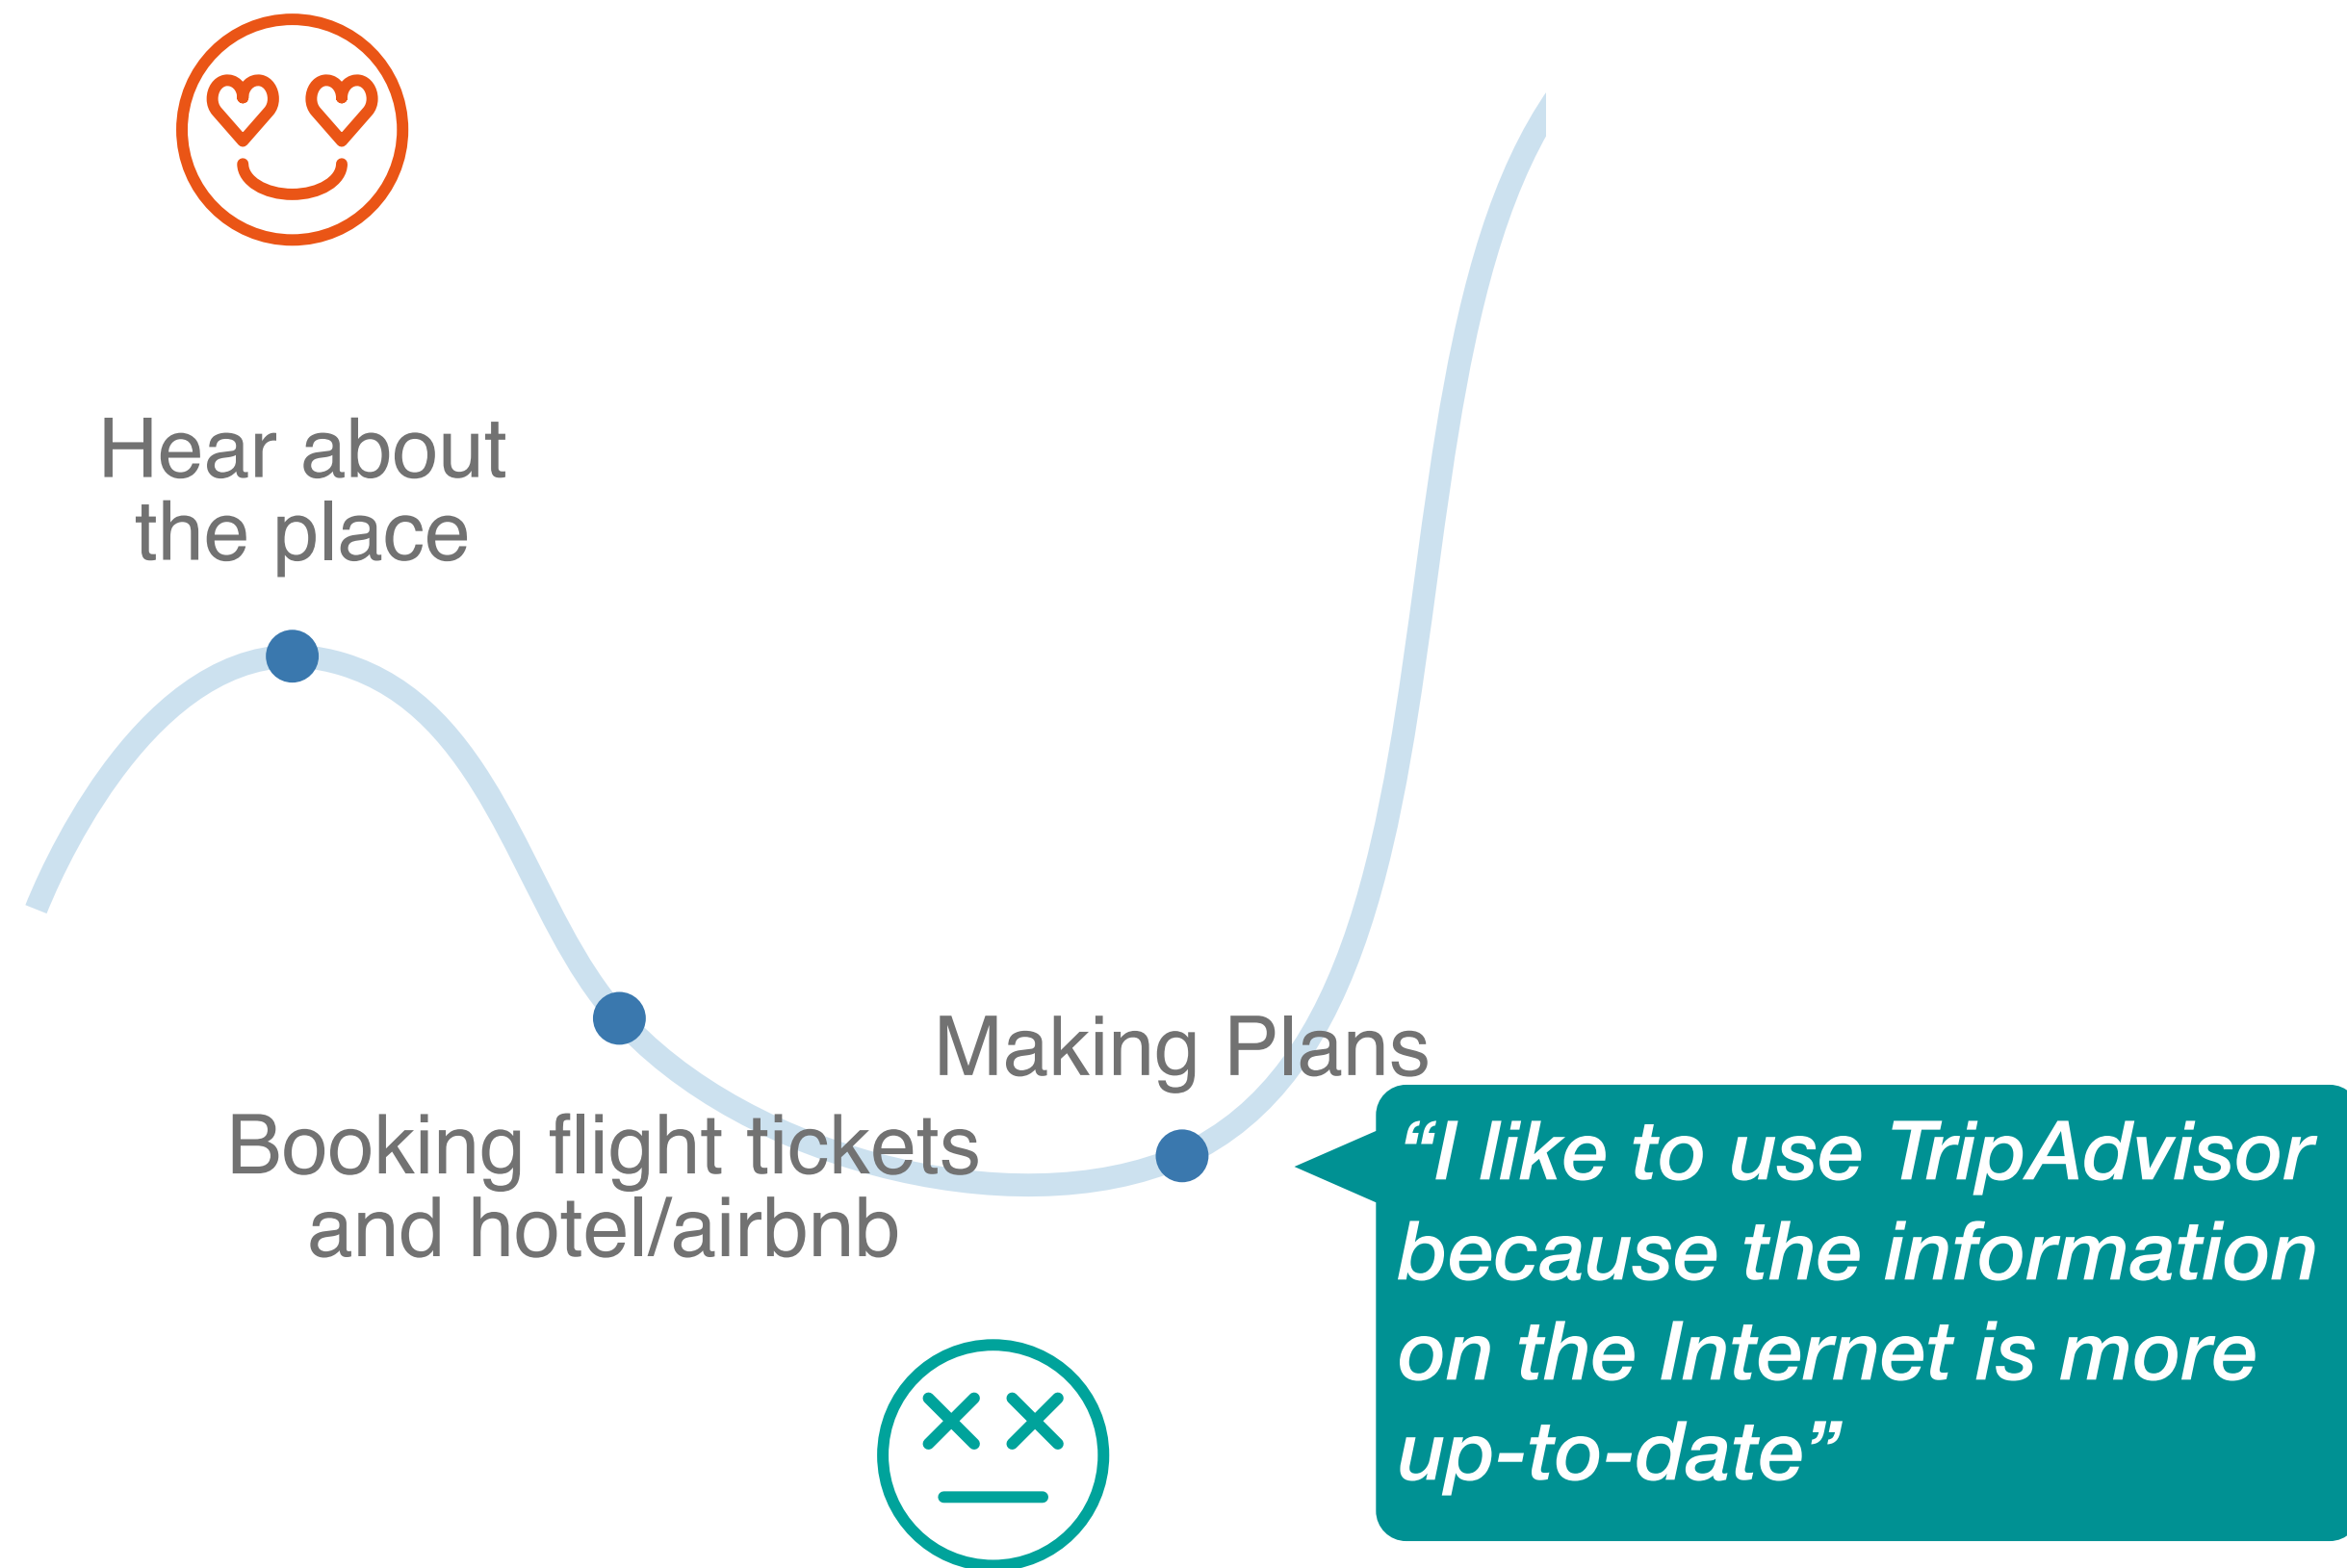 Hear about
the place
Making Plans
Booking flight tickets
and hotel/airbnb
“I like to use TripAdvisor
because the information
on the Internet is more
up-to-date”